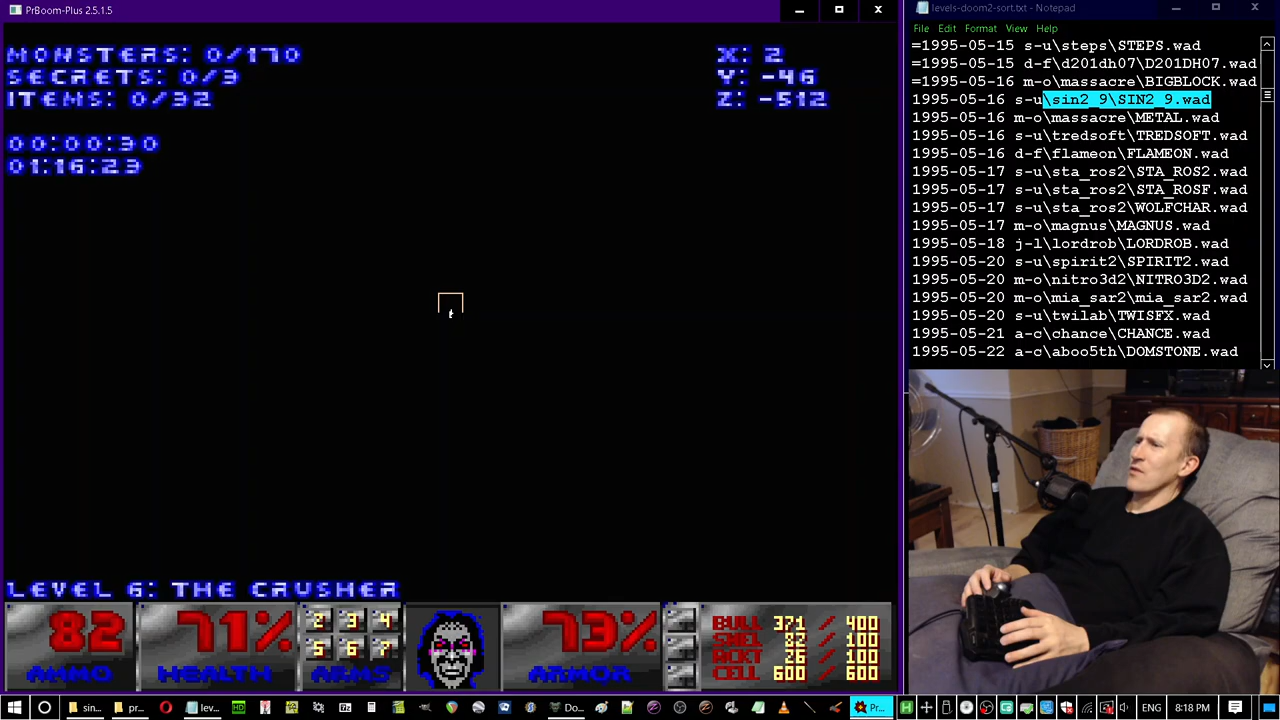 PrBoom-Plus 2.5.1.5
MONSTERS: 0/170
SECRETS: 0/3
ITEMS: 0/32
X: 2
Y: -46
Z: -512
00:00:30
01:16:23
LEVEL 6: THE CRUSHER
82
AMMO
71%
HEALTH
2 3 4
5 6 7
ARMS
73%
ARMOR
BULL 371 / 400
SHEL 82 / 100
RCKT 26 / 100
CELL 600 / 600
levels-doom2-sort.txt - Notepad
File Edit Format View Help
=1995-05-15 s-u\steps\STEPS.wad
=1995-05-15 d-f\d201dh07\D201DH07.wad
=1995-05-16 m-o\massacre\BIGBLOCK.wad
1995-05-16 s-u\sin2_9\SIN2_9.wad
1995-05-16 m-o\massacre\METAL.wad
1995-05-16 s-u\tredsoft\TREDSOFT.wad
1995-05-16 d-f\flameon\FLAMEON.wad
1995-05-17 s-u\sta_ros2\STA_ROS2.wad
1995-05-17 s-u\sta_ros2\STA_ROSF.wad
1995-05-17 s-u\sta_ros2\WOLFCHAR.wad
1995-05-17 m-o\magnus\MAGNUS.wad
1995-05-18 j-l\lordrob\LORDROB.wad
1995-05-20 s-u\spirit2\SPIRIT2.wad
1995-05-20 m-o\nitro3d2\NITRO3D2.wad
1995-05-20 m-o\mia_sar2\mia_sar2.wad
1995-05-20 s-u\twilab\TWISFX.wad
1995-05-21 a-c\chance\CHANCE.wad
1995-05-22 a-c\aboo5th\DOMSTONE.wad
sin...
pr...
lev...
Do...
Pr...
ENG
8:18 PM